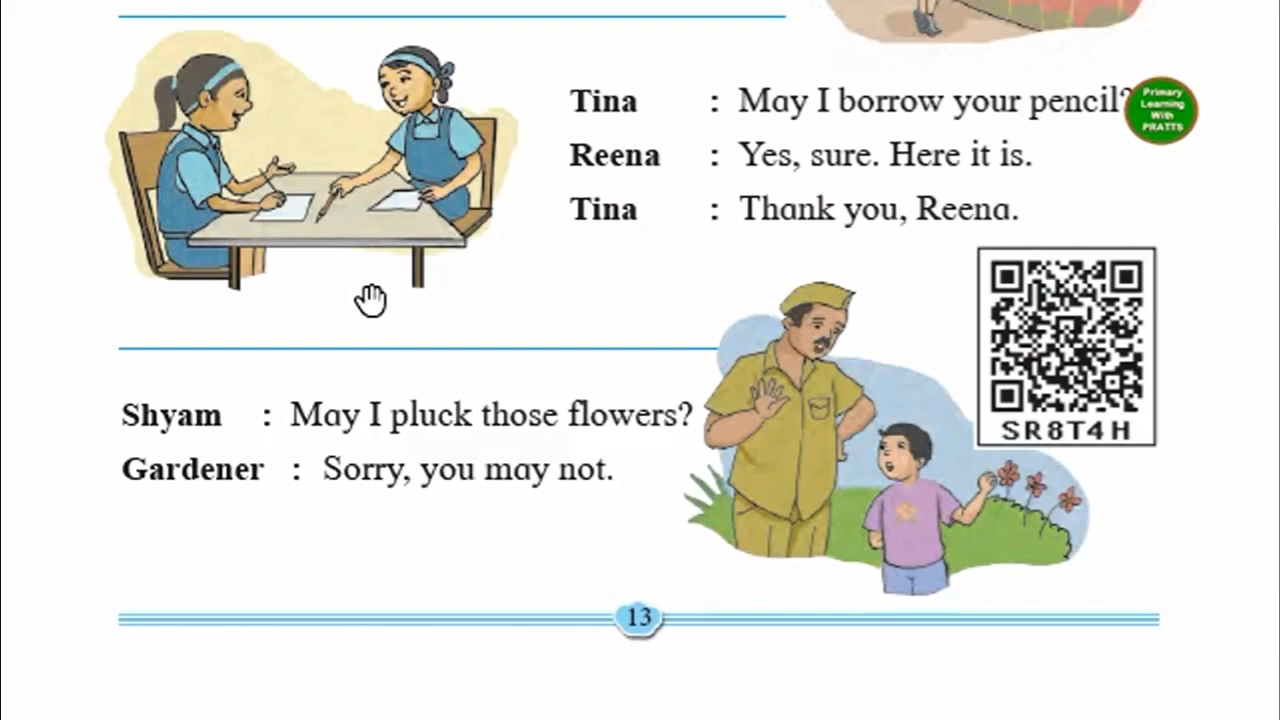 Tina : May I borrow your pencil?
Primary
Learning
With
PRATTS
Reena : Yes, sure. Here it is.
Tina : Thank you, Reena.
SR8T4H
Shyam : May I pluck those flowers?
Gardener : Sorry, you may not.
13